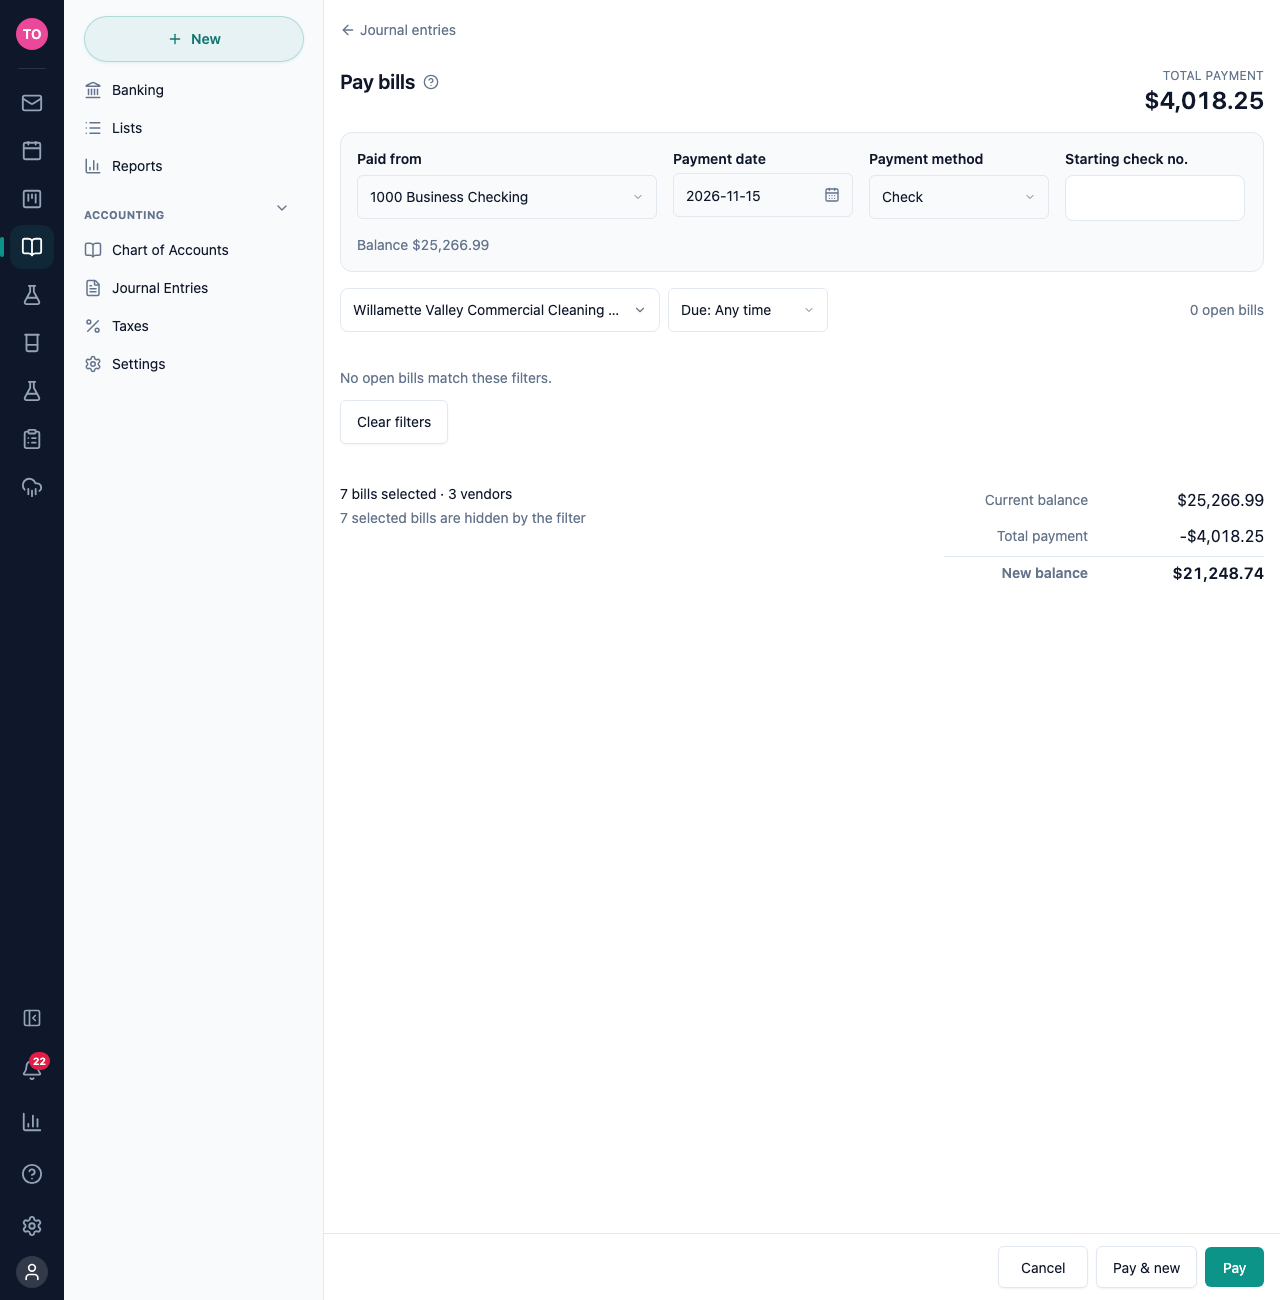 TO
New
Banking
Lists
Reports
ACCOUNTING
Chart of Accounts
Journal Entries
Taxes
Settings
22
Journal entries
Pay bills
TOTAL PAYMENT
$4,018.25
Paid from
Payment date
Payment method
Starting check no.
1000 Business Checking
2026-11-15
Check
Balance $25,266.99
Willamette Valley Commercial Cleaning ...
Due: Any time
0 open bills
No open bills match these filters.
Clear filters
7 bills selected · 3 vendors
7 selected bills are hidden by the filter
Current balance $25,266.99
Total payment -$4,018.25
New balance $21,248.74
Cancel
Pay & new
Pay